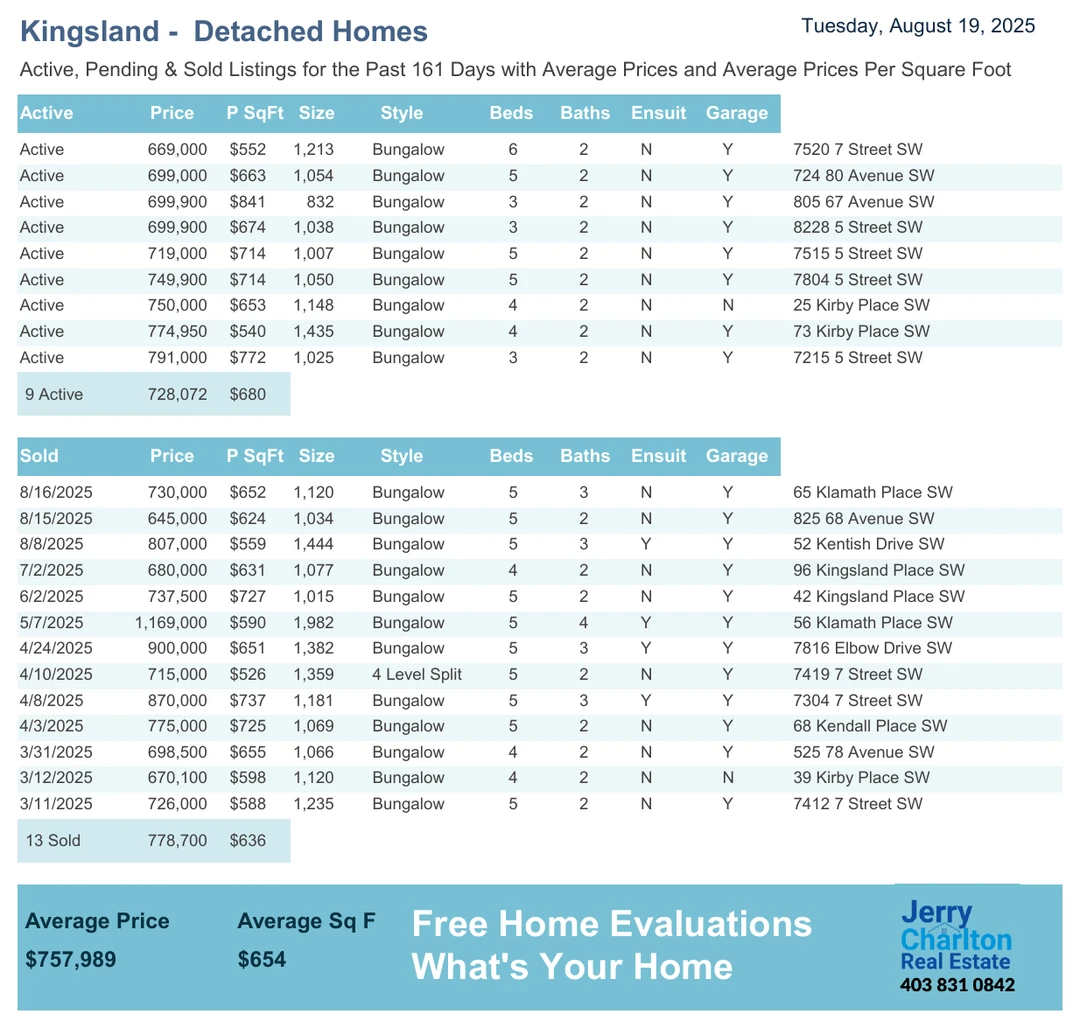 Kingsland - Detached Homes
Tuesday, August 19, 2025
Active, Pending & Sold Listings for the Past 161 Days with Average Prices and Average Prices Per Square Foot
Active Price P SqFt Size Style Beds Baths Ensuit Garage
Active 669,000 $552 1,213 Bungalow 6 2 N Y 7520 7 Street SW
Active 699,000 $663 1,054 Bungalow 5 2 N Y 724 80 Avenue SW
Active 699,900 $841 832 Bungalow 3 2 N Y 805 67 Avenue SW
Active 699,900 $674 1,038 Bungalow 3 2 N Y 8228 5 Street SW
Active 719,000 $714 1,007 Bungalow 5 2 N Y 7515 5 Street SW
Active 749,900 $714 1,050 Bungalow 5 2 N Y 7804 5 Street SW
Active 750,000 $653 1,148 Bungalow 4 2 N N 25 Kirby Place SW
Active 774,950 $540 1,435 Bungalow 4 2 N Y 73 Kirby Place SW
Active 791,000 $772 1,025 Bungalow 3 2 N Y 7215 5 Street SW
9 Active 728,072 $680
Sold Price P SqFt Size Style Beds Baths Ensuit Garage
8/16/2025 730,000 $652 1,120 Bungalow 5 3 N Y 65 Klamath Place SW
8/15/2025 645,000 $624 1,034 Bungalow 5 2 N Y 825 68 Avenue SW
8/8/2025 807,000 $559 1,444 Bungalow 5 3 Y Y 52 Kentish Drive SW
7/2/2025 680,000 $631 1,077 Bungalow 4 2 N Y 96 Kingsland Place SW
6/2/2025 737,500 $727 1,015 Bungalow 5 2 N Y 42 Kingsland Place SW
5/7/2025 1,169,000 $590 1,982 Bungalow 5 4 Y Y 56 Klamath Place SW
4/24/2025 900,000 $651 1,382 Bungalow 5 3 Y Y 7816 Elbow Drive SW
4/10/2025 715,000 $526 1,359 4 Level Split 5 2 N Y 7419 7 Street SW
4/8/2025 870,000 $737 1,181 Bungalow 5 3 Y Y 7304 7 Street SW
4/3/2025 775,000 $725 1,069 Bungalow 5 2 N Y 68 Kendall Place SW
3/31/2025 698,500 $655 1,066 Bungalow 4 2 N Y 525 78 Avenue SW
3/12/2025 670,100 $598 1,120 Bungalow 4 2 N N 39 Kirby Place SW
3/11/2025 726,000 $588 1,235 Bungalow 5 2 N Y 7412 7 Street SW
13 Sold 778,700 $636
Average Price Average Sq F
$757,989 $654
Free Home Evaluations
What's Your Home
Jerry
Charlton
Real Estate
403 831 0842